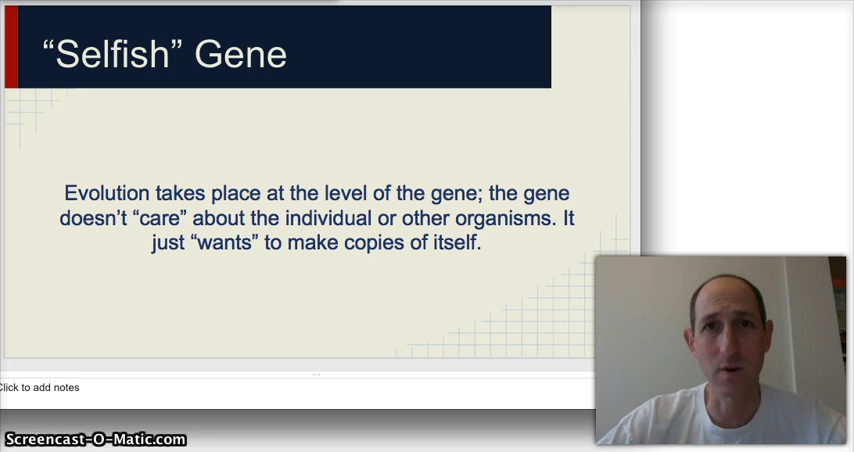 “Selfish” Gene
Evolution takes place at the level of the gene; the gene
doesn’t “care” about the individual or other organisms. It
just “wants” to make copies of itself.
Click to add notes
Screencast-O-Matic.com